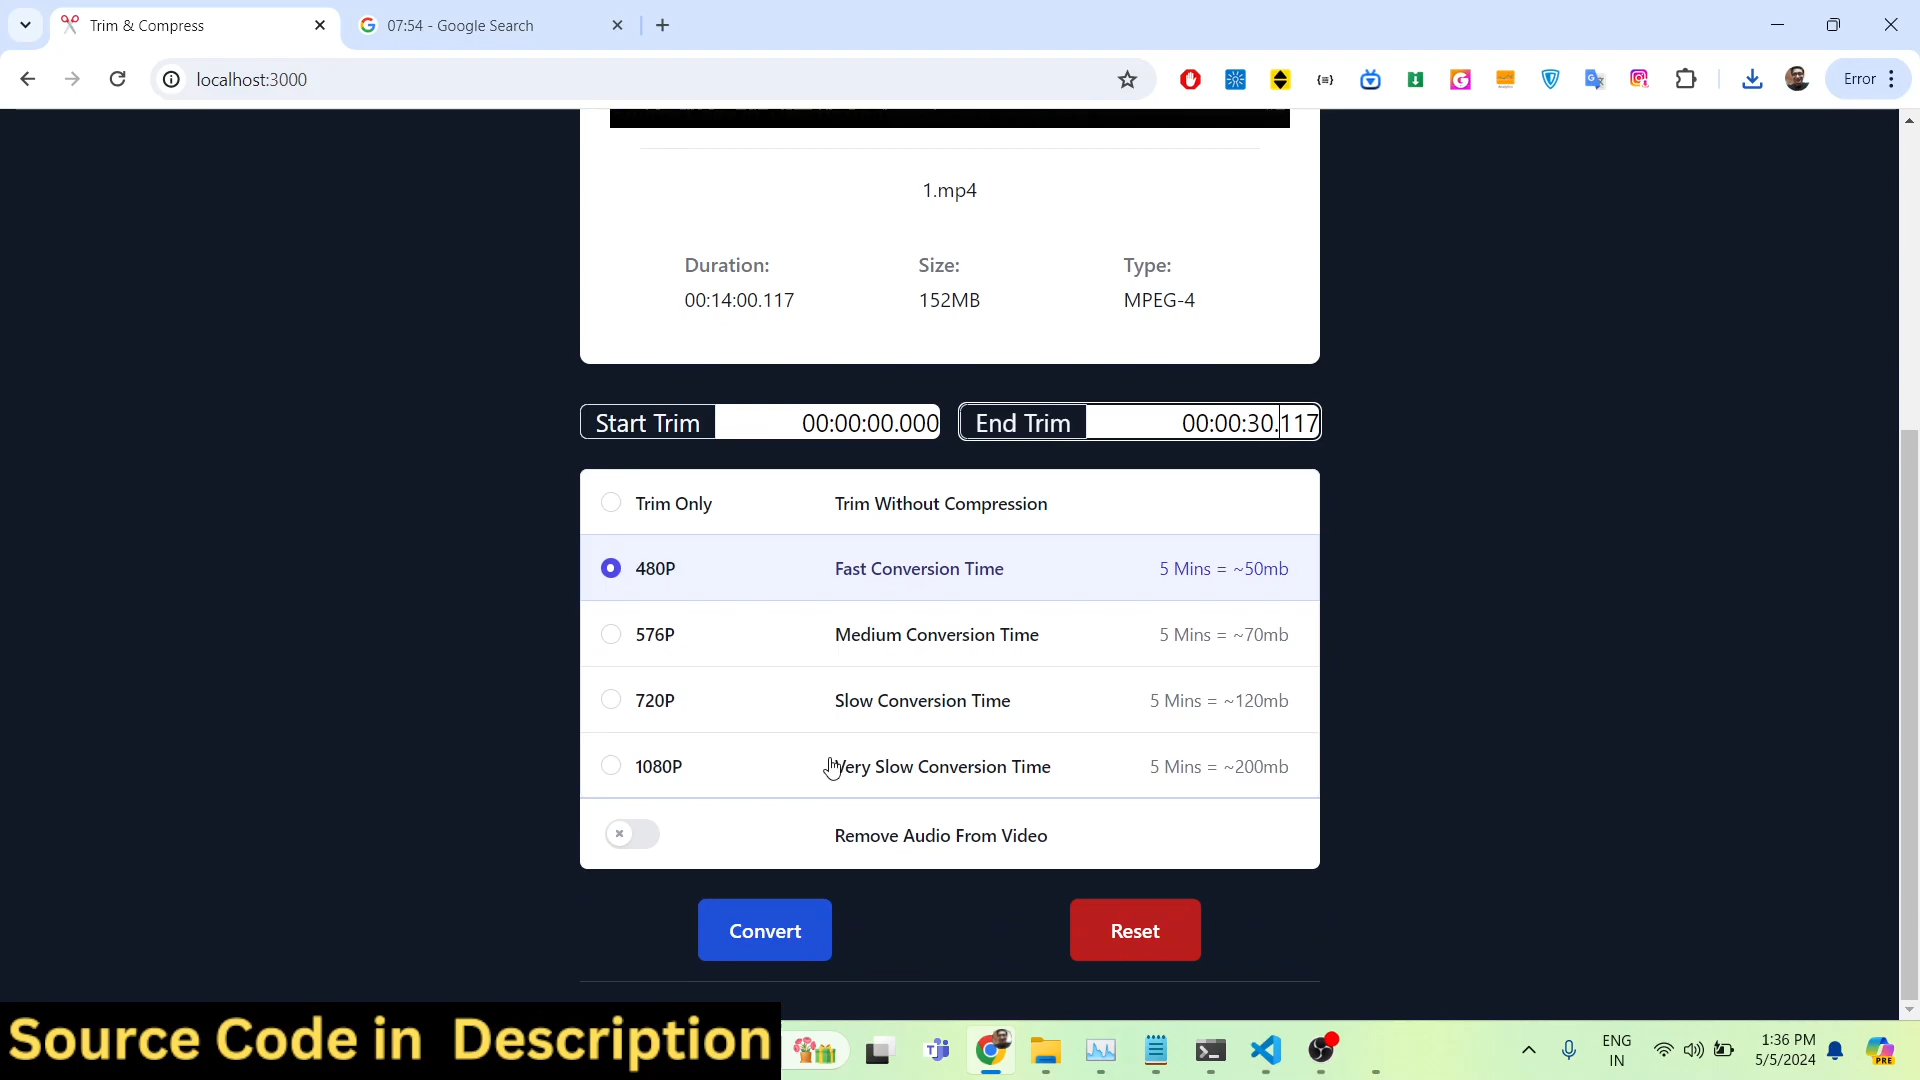 Trim & Compress
07:54 - Google Search
localhost:3000
Error
1.mp4
Duration: Size: Type:
00:14:00.117 152MB MPEG-4
Start Trim 00:00:00.000 End Trim 00:00:30.117
Trim Only Trim Without Compression
480P Fast Conversion Time 5 Mins = ~50mb
576P Medium Conversion Time 5 Mins = ~70mb
720P Slow Conversion Time 5 Mins = ~120mb
1080P Very Slow Conversion Time 5 Mins = ~200mb
Remove Audio From Video
Convert Reset
Source Code in Description
ENG
IN
1:36 PM
5/5/2024
PRE